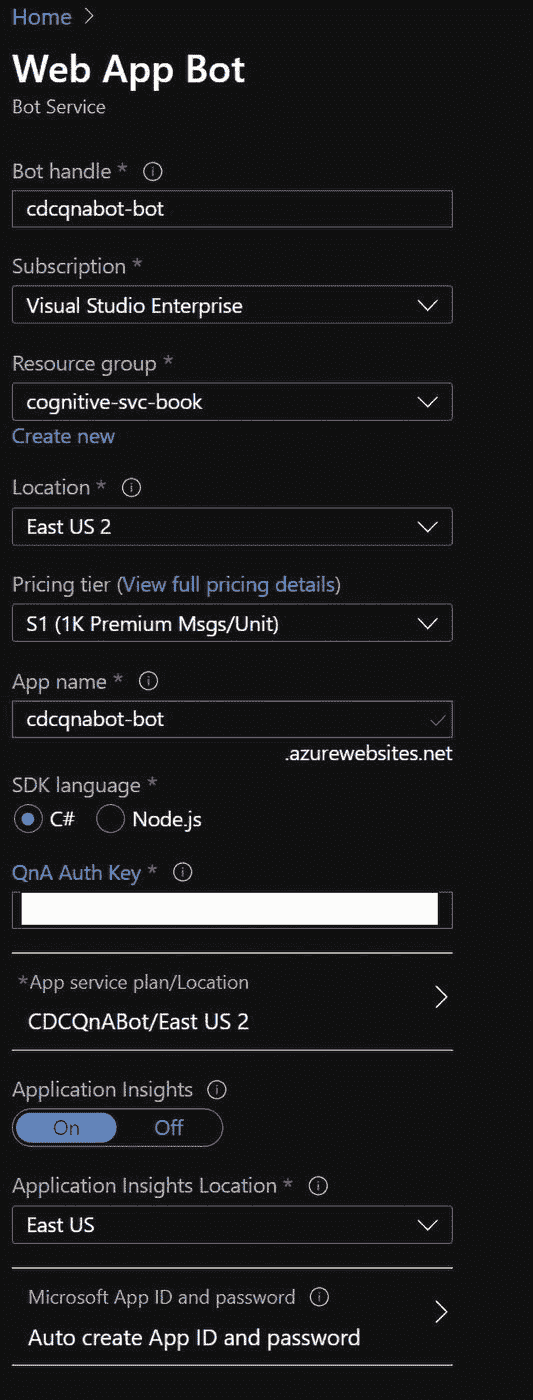 Home
Web App Bot
Bot Service
Bot handle *
cdcqnabot-bot
Subscription *
Visual Studio Enterprise
Resource group *
cognitive-svc-book
Create new
Location *
East US 2
Pricing tier (View full pricing details)
S1 (1K Premium Msgs/Unit)
App name *
cdcqnabot-bot
.azurewebsites.net
SDK language *
C# Node.js
QnA Auth Key *
*App service plan/Location
CDCQnABot/East US 2
Application Insights
On Off
Application Insights Location *
East US
Microsoft App ID and password
Auto create App ID and password